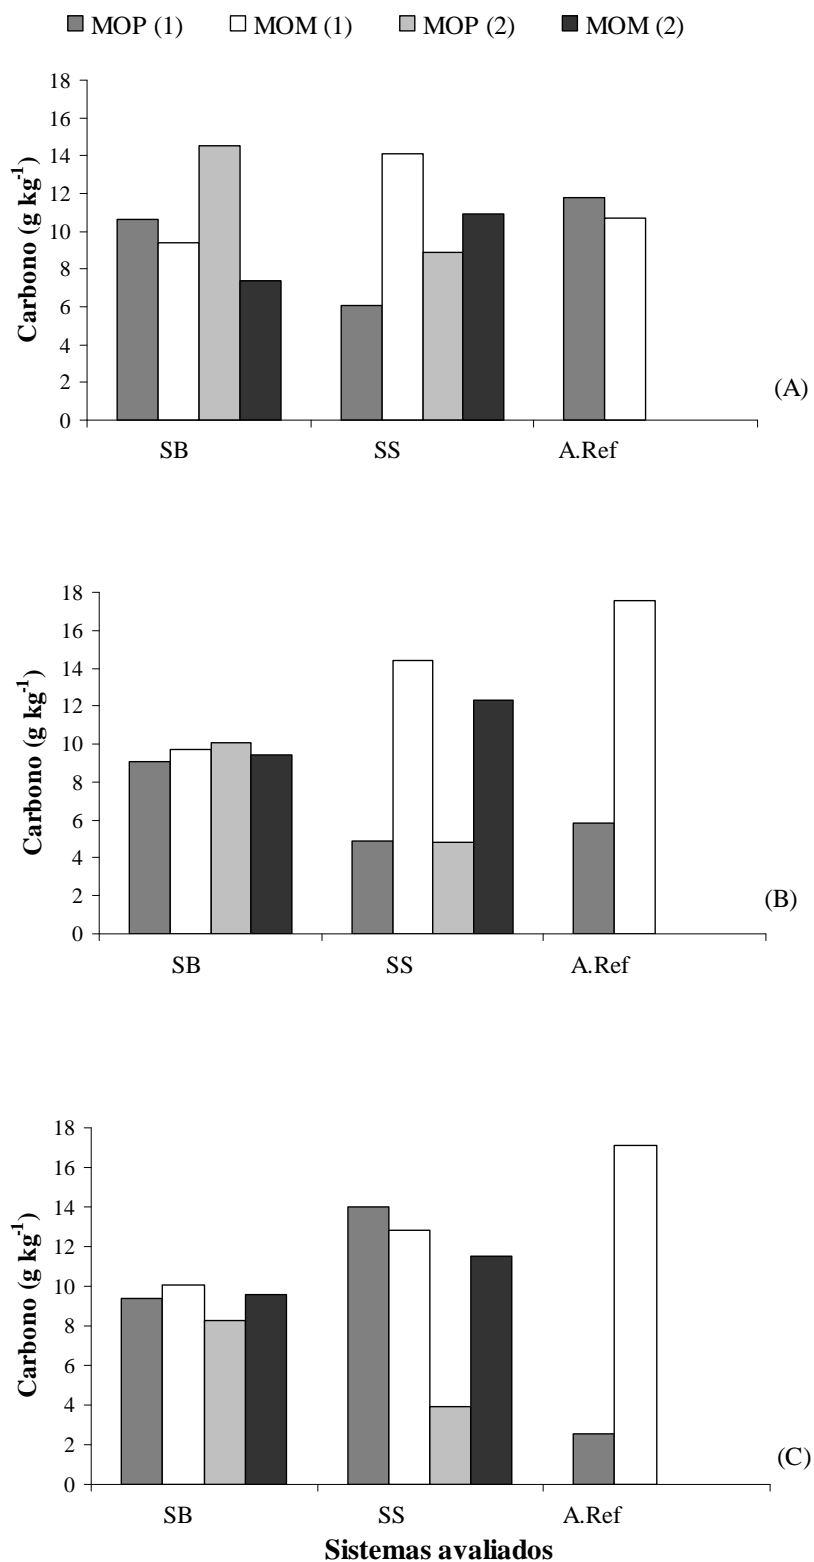 MOP (1) MOM (1) MOP (2) MOM (2)
18
16
14
12
10
8
6
4
2
0
Carbono (g kg⁻¹)
SB SS A.Ref
(A)
18
16
14
12
10
8
6
4
2
0
Carbono (g kg⁻¹)
SB SS A.Ref
(B)
18
16
14
12
10
8
6
4
2
0
Carbono (g kg⁻¹)
SB SS A.Ref
(C)
Sistemas avaliados